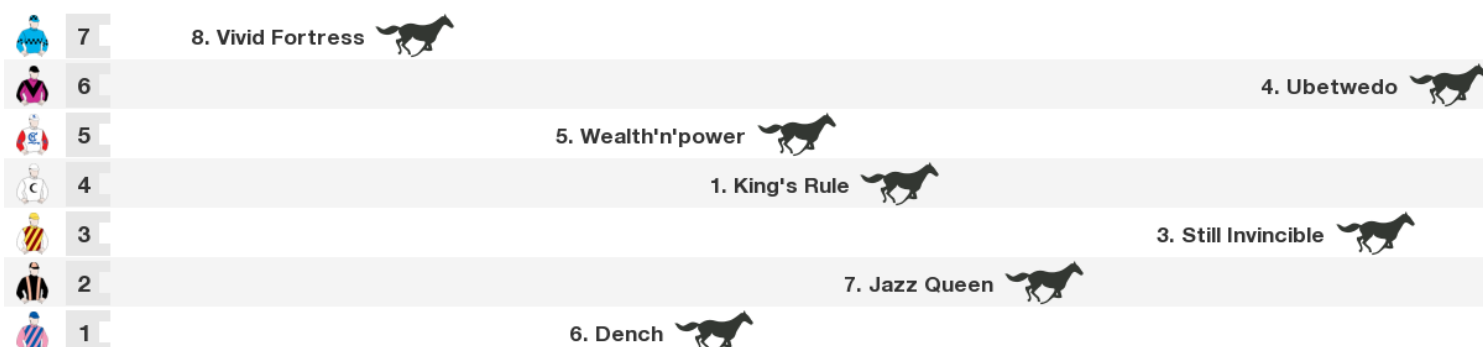 7 8. Vivid Fortress
6 4. Ubetwedo
5 5. Wealth'n'power
4 1. King's Rule
3 3. Still Invincible
2 7. Jazz Queen
1 6. Dench